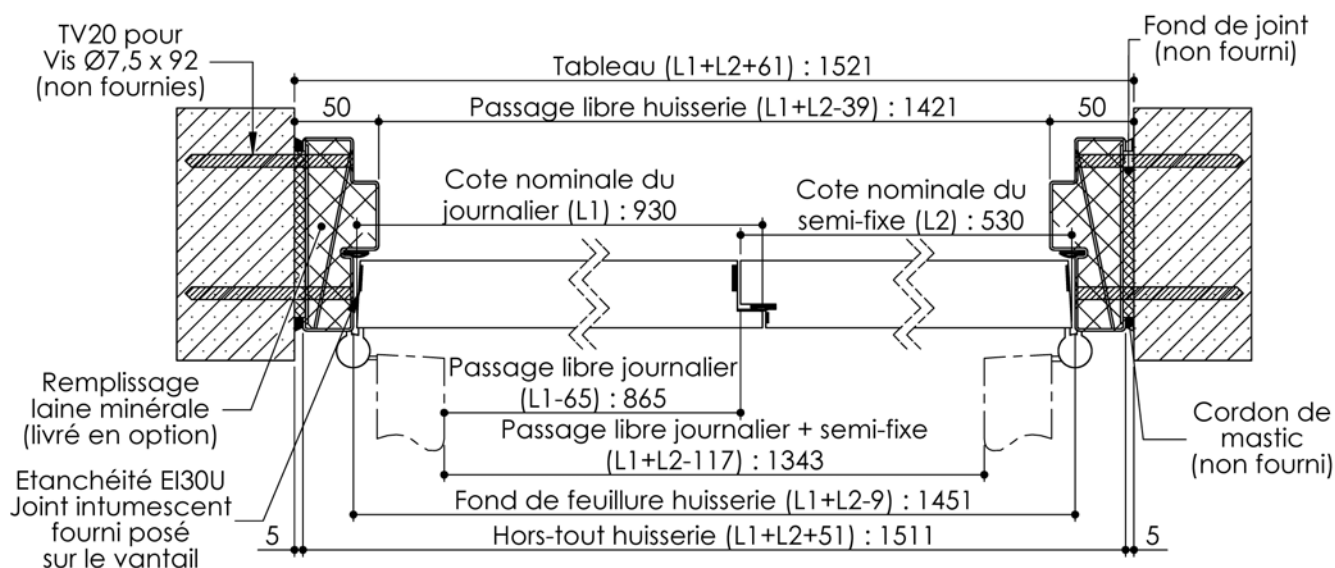 TV20 pour
Vis Ø7,5 x 92
(non fournies)
Fond de joint
(non fourni)
Tableau (L1+L2+61) : 1521
50
Passage libre huisserie (L1+L2-39) : 1421
50
Cote nominale du
journalier (L1) : 930
Cote nominale du
semi-fixe (L2) : 530
Remplissage
laine minérale
(livré en option)
Passage libre journalier
(L1-65) : 865
Passage libre journalier + semi-fixe
(L1+L2-117) : 1343
Cordon de
mastic
(non fourni)
Etanchéité EI30U
Joint intumescent
fourni posé
sur le vantail
Fond de feuillure huisserie (L1+L2-9) : 1451
5
Hors-tout huisserie (L1+L2+51) : 1511
5